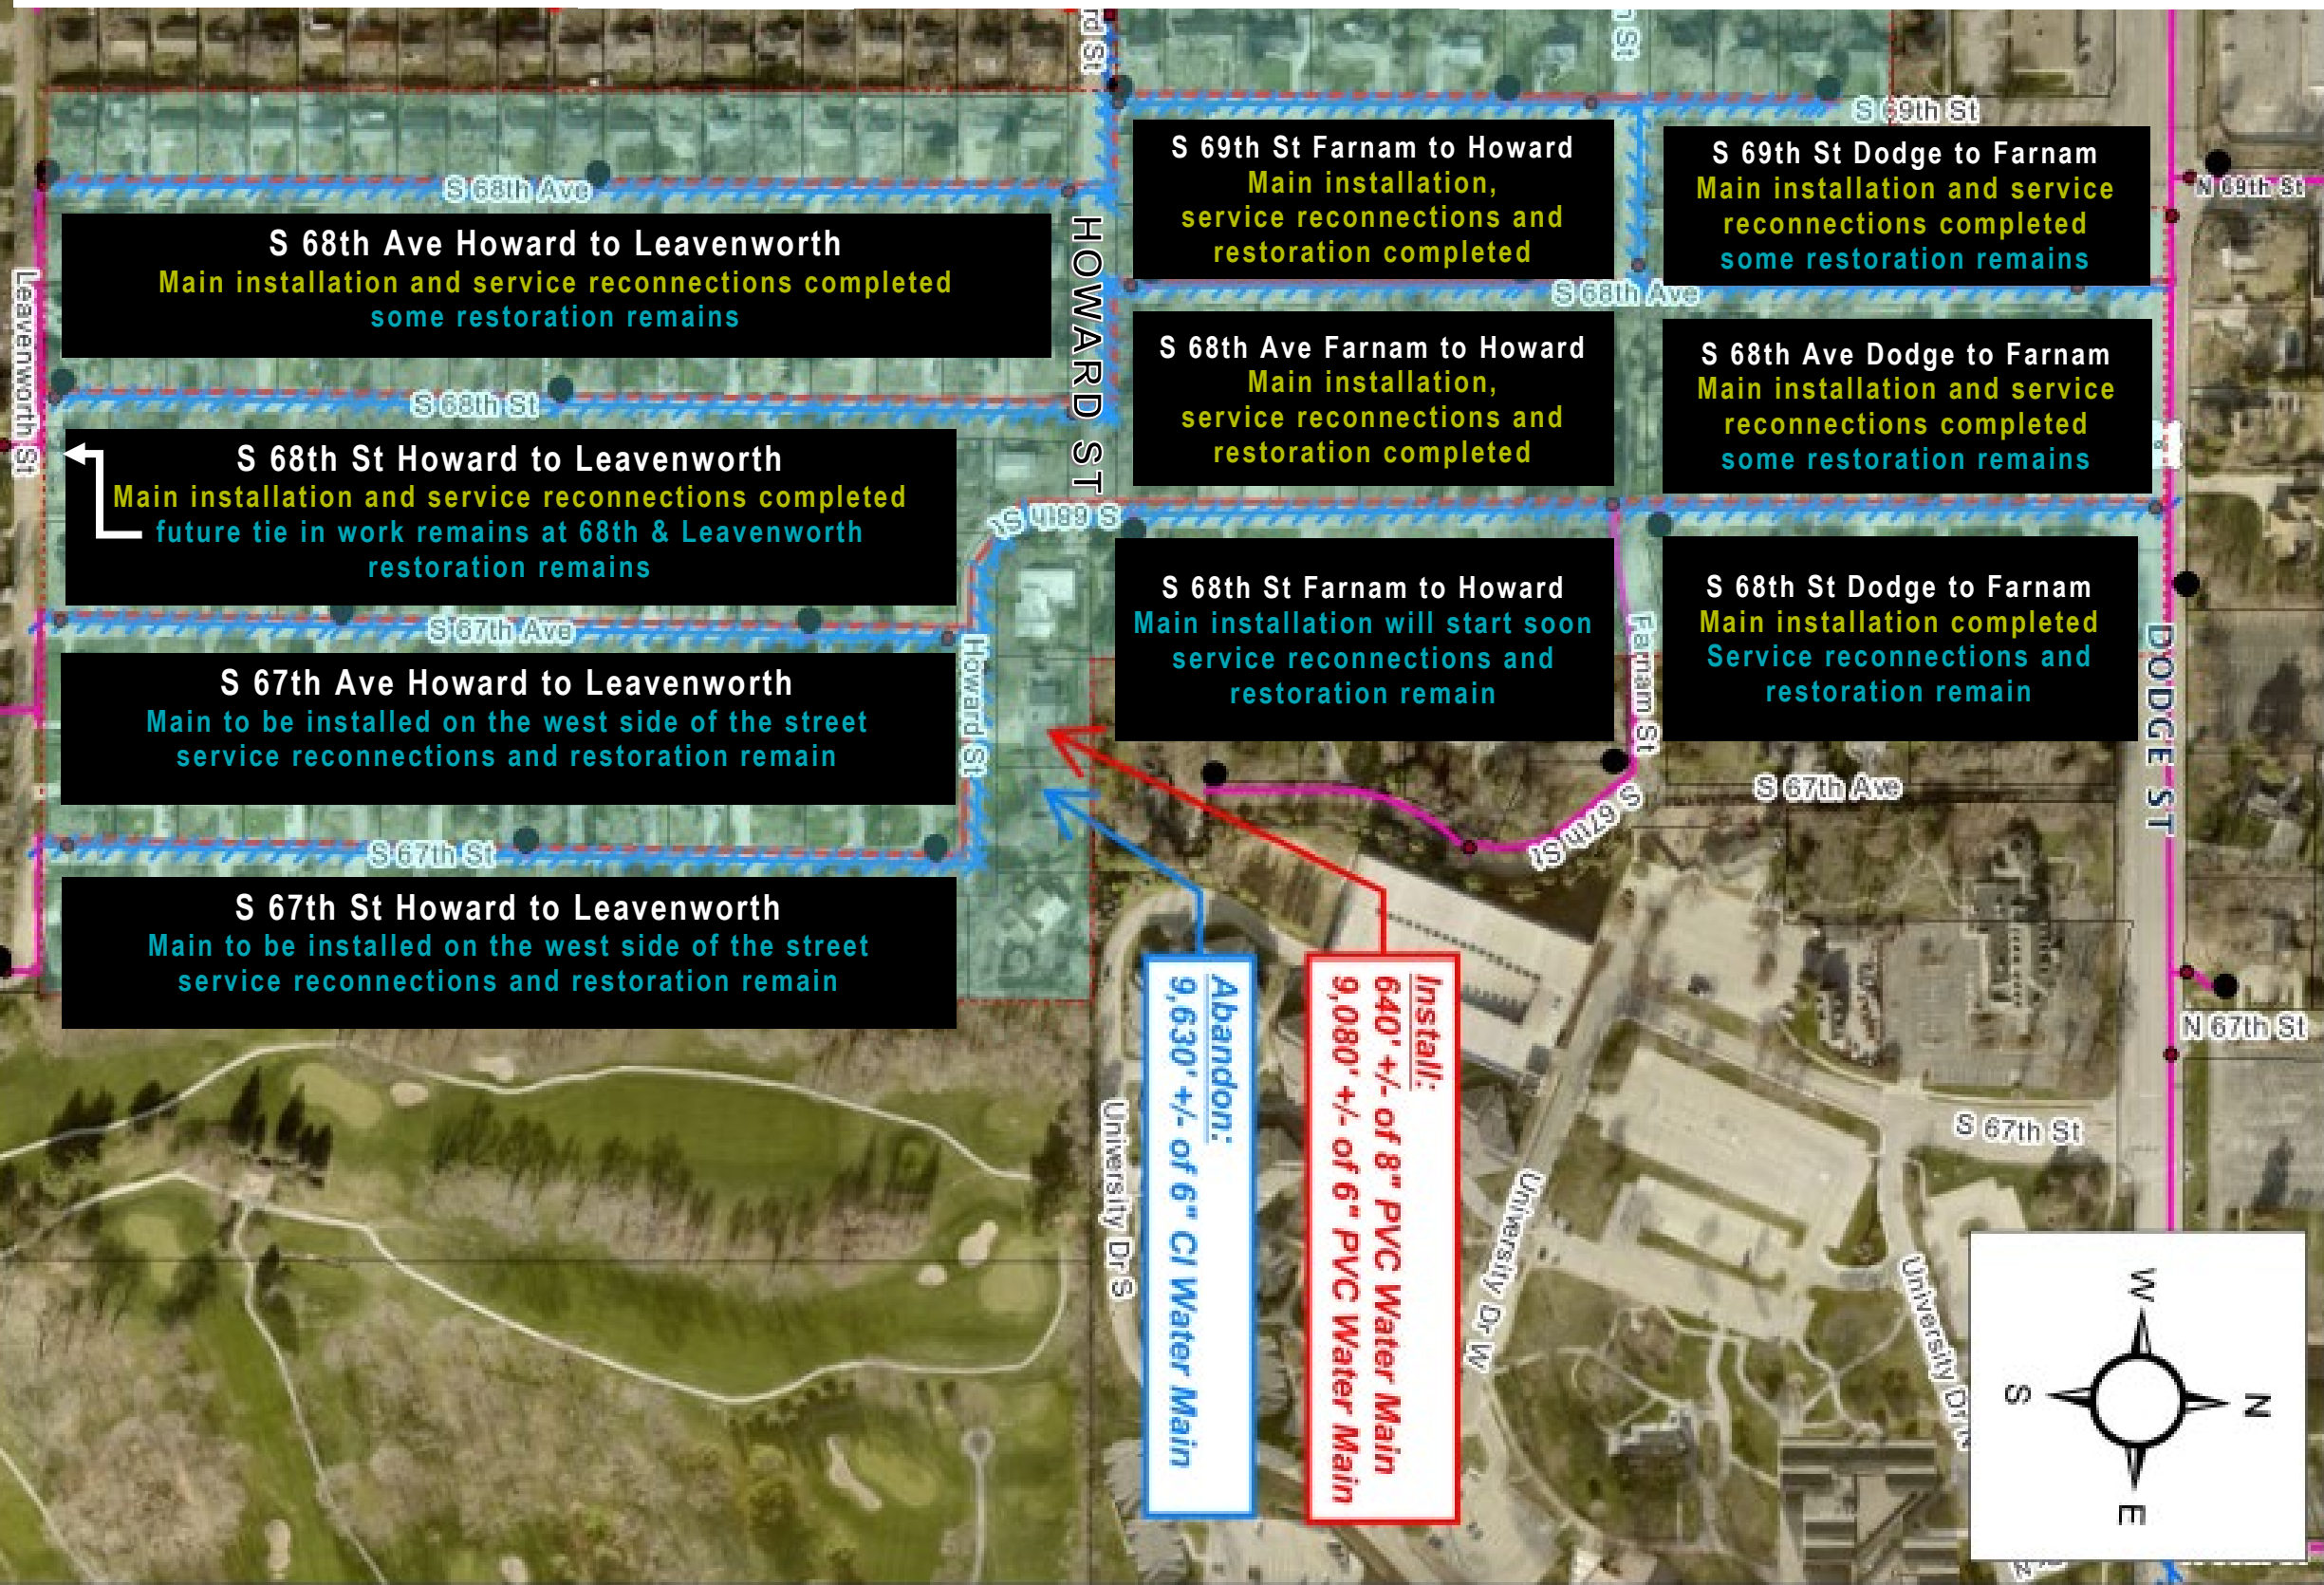 rd St
St
S 69th St
S 69th St Farnam to Howard
Main installation,
service reconnections and
restoration completed
S 69th St Dodge to Farnam
Main installation and service
reconnections completed
some restoration remains
N 69th St
S 68th Ave
S 68th Ave Howard to Leavenworth
Main installation and service reconnections completed
some restoration remains
HOWARD ST
Leavenworth St
S 68th Ave
S 68th Ave Farnam to Howard
Main installation,
service reconnections and
restoration completed
S 68th Ave Dodge to Farnam
Main installation and service
reconnections completed
some restoration remains
S 68th St
S 68th St Howard to Leavenworth
Main installation and service reconnections completed
future tie in work remains at 68th & Leavenworth
restoration remains
S 68th St
S 68th St Farnam to Howard
Main installation will start soon
service reconnections and
restoration remain
S 68th St Dodge to Farnam
Main installation completed
Service reconnections and
restoration remain
S 67th Ave
Howard St
Farnam St
DODGE ST
S 67th Ave Howard to Leavenworth
Main to be installed on the west side of the street
service reconnections and restoration remain
S 67th Ave
S 67th St
S 67th St
S 67th St Howard to Leavenworth
Main to be installed on the west side of the street
service reconnections and restoration remain
Abandon:
9,630' +/- of 6" CI Water Main
Install:
640' +/- of 8" PVC Water Main
9,080' +/- of 6" PVC Water Main
N 67th St
S 67th St
University Dr S
University Dr W
University Dr N
W
S
N
E